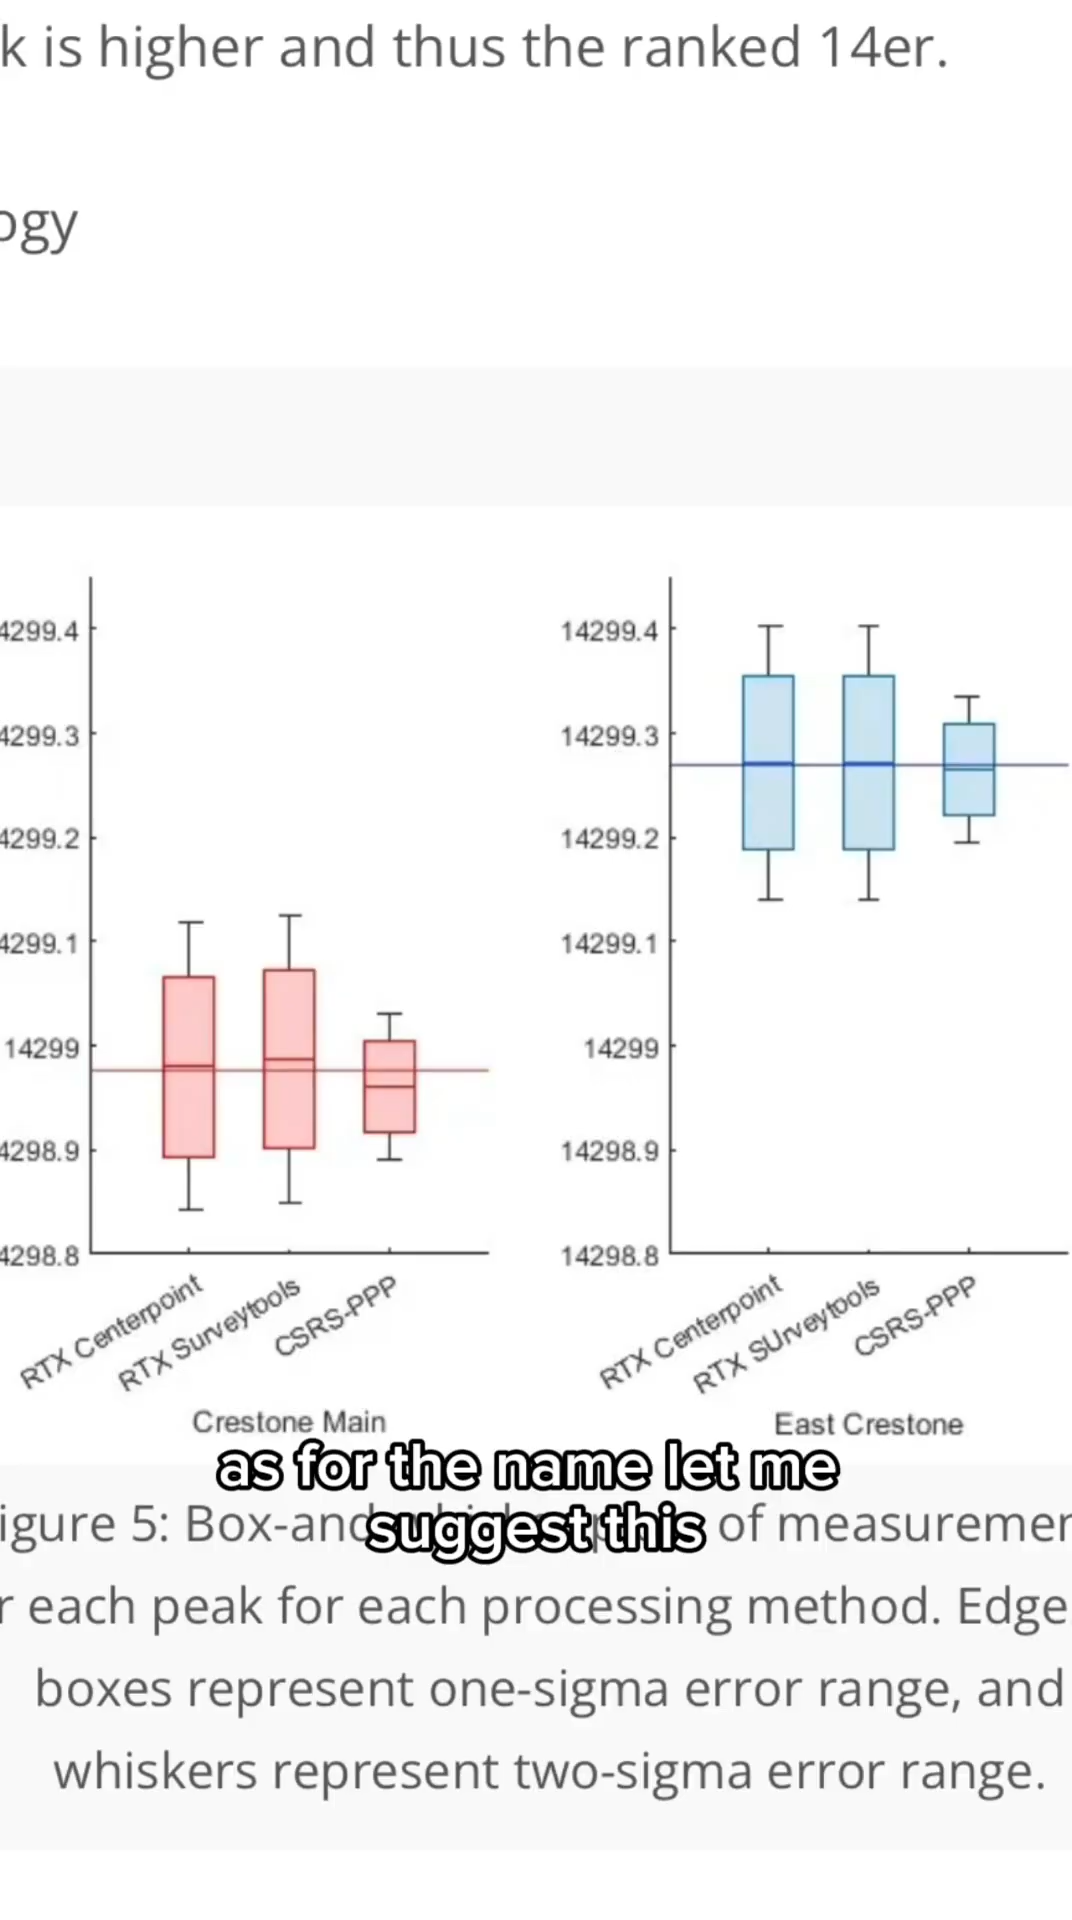 k is higher and thus the ranked 14er.
ogy
4299.4
4299.3
4299.2
4299.1
14299
4298.9
4298.8
RTX Centerpoint
RTX Surveytools
CSRS-PPP
Crestone Main
14299.4
14299.3
14299.2
14299.1
14299
14298.9
14298.8
RTX Centerpoint
RTX SUrveytools
CSRS-PPP
East Crestone
as for the name let me
suggest this
igure 5: Box-and of measuremen
r each peak for each processing method. Edge
boxes represent one-sigma error range, and
whiskers represent two-sigma error range.